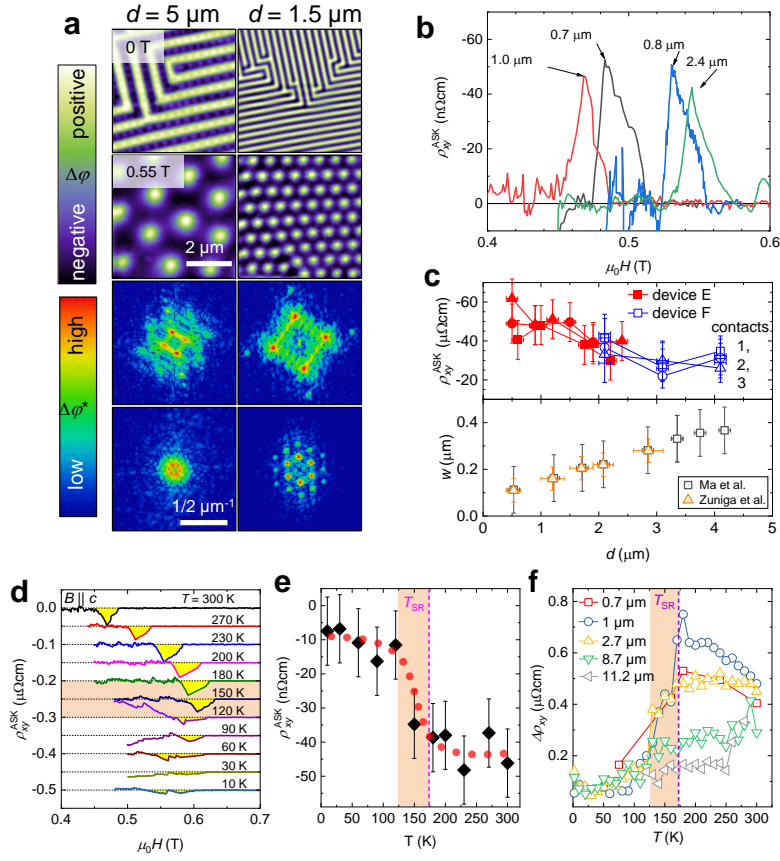 d = 5 µm d = 1.5 µm
a
0 T
0.55 T
2 µm
1/2 µm⁻¹
positive
Δφ
negative
high
Δφ*
low
b
ρxy^ASK (nΩcm)
-40
-20
0
1.0 µm
0.7 µm
0.8 µm
2.4 µm
0.4 0.5 0.6
µ₀H (T)
c
ρxy^ASK (µΩcm)
-60
-40
-20
device E
device F
contacts
1,
2,
3
w (µm)
0.4
0.2
0.0
Ma et al.
Zuniga et al.
0 1 2 3 4 5
d (µm)
d
B || c
T = 300 K
270 K
230 K
200 K
180 K
150 K
120 K
90 K
60 K
30 K
10 K
ρxy^ASK (µΩcm)
0.0
-0.1
-0.2
-0.3
-0.4
-0.5
0.4 0.5 0.6 0.7
µ₀H (T)
e
TSR
ρxy^ASK (nΩcm)
0
-10
-20
-30
-40
-50
0 50 100 150 200 250 300
T (K)
f
0.7 µm
1 µm
2.7 µm
8.7 µm
11.2 µm
TSR
Δρxy (µΩcm)
0.8
0.6
0.4
0.2
0 50 100 150 200 250 300
T (K)